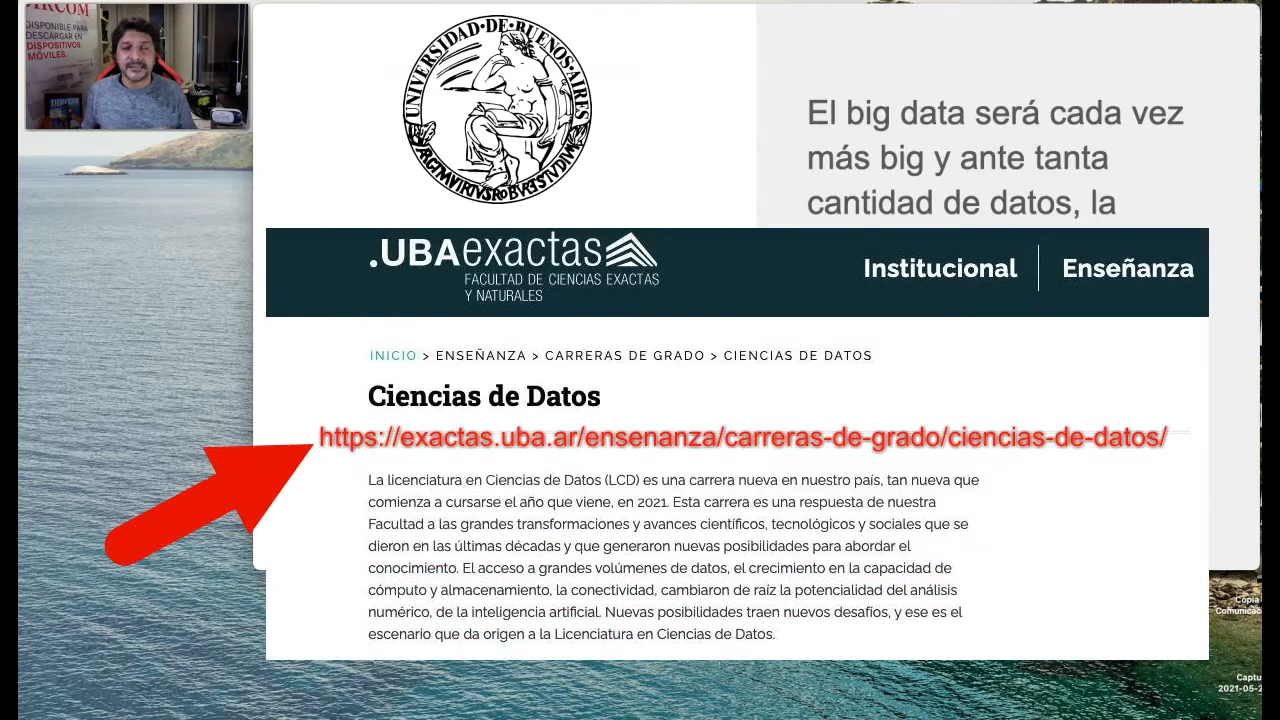 DIRCOM
DISPONIBLE PARA
DESCARGAR EN
DISPOSITIVOS
MÓVILES.
DIRCOM
UNIVERSIDAD·DE·BUENOS·AIRES
El big data será cada vez
más big y ante tanta
cantidad de datos, la
.UBAexactas
FACULTAD DE CIENCIAS EXACTAS
Y NATURALES
Institucional
Enseñanza
INICIO > ENSEÑANZA > CARRERAS DE GRADO > CIENCIAS DE DATOS
Ciencias de Datos
https://exactas.uba.ar/ensenanza/carreras-de-grado/ciencias-de-datos/
La licenciatura en Ciencias de Datos (LCD) es una carrera nueva en nuestro país, tan nueva que
comienza a cursarse el año que viene, en 2021. Esta carrera es una respuesta de nuestra
Facultad a las grandes transformaciones y avances científicos, tecnológicos y sociales que se
dieron en las últimas décadas y que generaron nuevas posibilidades para abordar el
conocimiento. El acceso a grandes volúmenes de datos, el crecimiento en la capacidad de
cómputo y almacenamiento, la conectividad, cambiaron de raíz la potencialidad del análisis
numérico, de la inteligencia artificial. Nuevas posibilidades traen nuevos desafíos, y ese es el
escenario que da origen a la Licenciatura en Ciencias de Datos.
Copia
Comunicac
Captu
2021-05-2